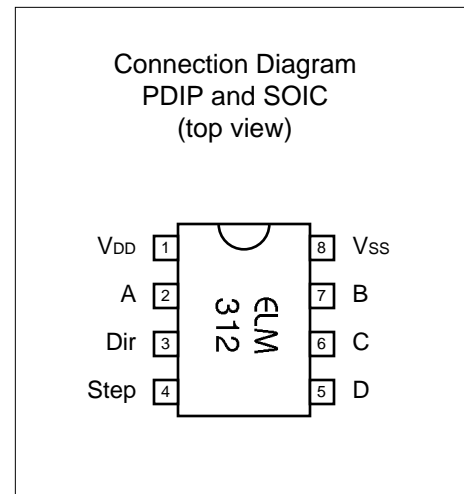 Connection Diagram
PDIP and SOIC
(top view)
VDD 1 8 VSS
A 2 7 B
Dir 3 6 C
Step 4 5 D
ELM
312